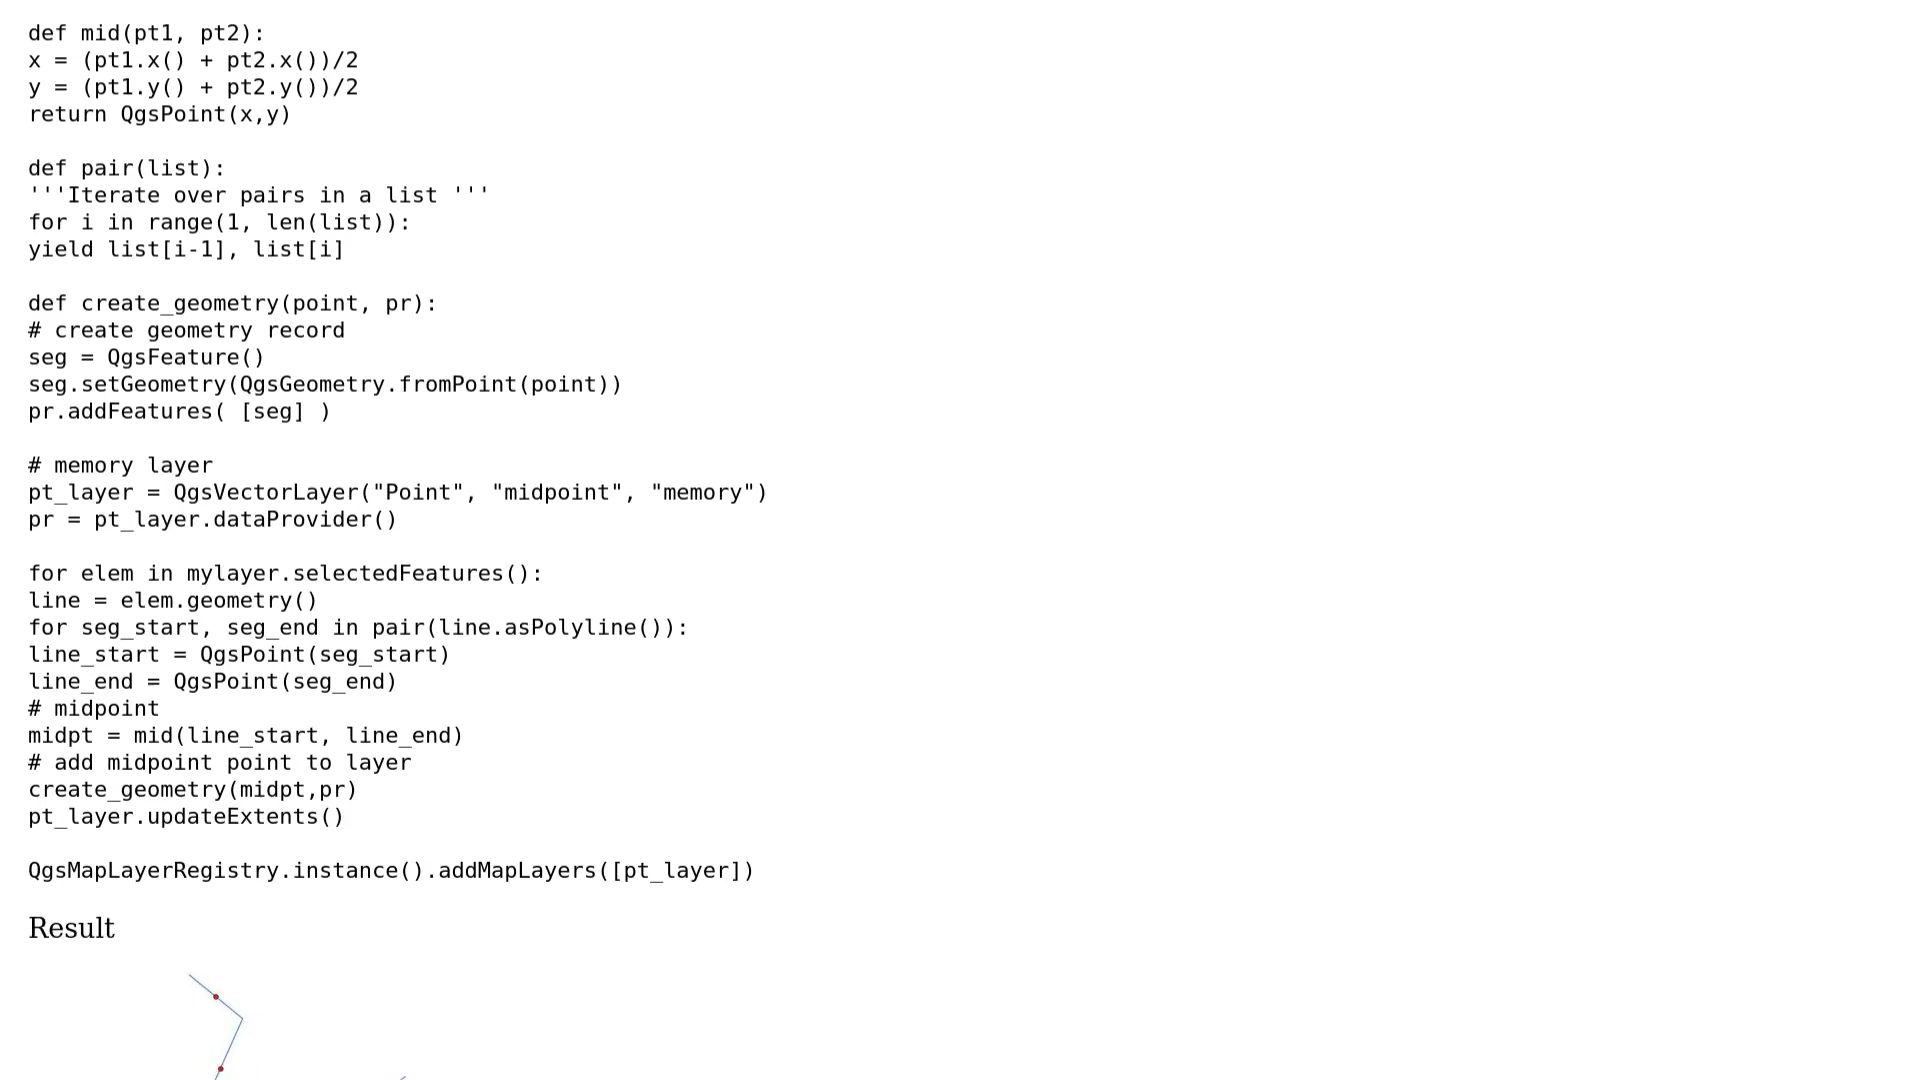 def mid(pt1, pt2):
x = (pt1.x() + pt2.x())/2
y = (pt1.y() + pt2.y())/2
return QgsPoint(x,y)

def pair(list):
'''Iterate over pairs in a list '''
for i in range(1, len(list)):
yield list[i-1], list[i]

def create_geometry(point, pr):
# create geometry record
seg = QgsFeature()
seg.setGeometry(QgsGeometry.fromPoint(point))
pr.addFeatures( [seg] )

# memory layer
pt_layer = QgsVectorLayer("Point", "midpoint", "memory")
pr = pt_layer.dataProvider()

for elem in mylayer.selectedFeatures():
line = elem.geometry()
for seg_start, seg_end in pair(line.asPolyline()):
line_start = QgsPoint(seg_start)
line_end = QgsPoint(seg_end)
# midpoint
midpt = mid(line_start, line_end)
# add midpoint point to layer
create_geometry(midpt,pr)
pt_layer.updateExtents()

QgsMapLayerRegistry.instance().addMapLayers([pt_layer])

Result